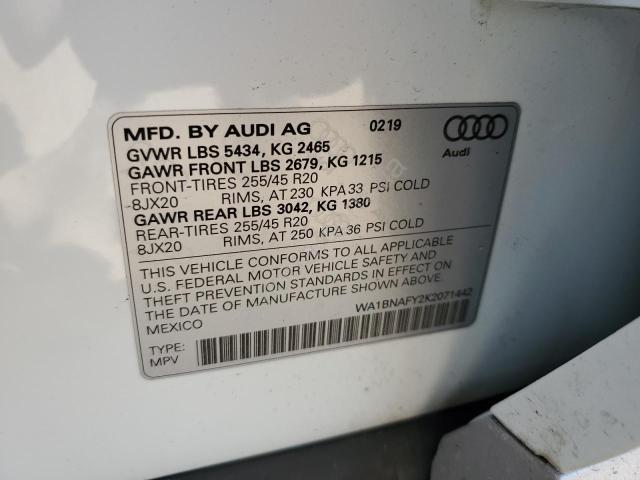 MFD. BY AUDI AG 0219
Audi
GVWR LBS 5434, KG 2465
GAWR FRONT LBS 2679, KG 1215
FRONT-TIRES 255/45 R20
8JX20 RIMS, AT 230 KPA 33 PSI COLD
GAWR REAR LBS 3042, KG 1380
REAR-TIRES 255/45 R20
8JX20 RIMS, AT 250 KPA 36 PSI COLD
THIS VEHICLE CONFORMS TO ALL APPLICABLE
U.S. FEDERAL MOTOR VEHICLE SAFETY AND
THEFT PREVENTION STANDARDS IN EFFECT ON
THE DATE OF MANUFACTURE SHOWN ABOVE.
MEXICO
WA1BNAFY2K2071442
TYPE:
MPV